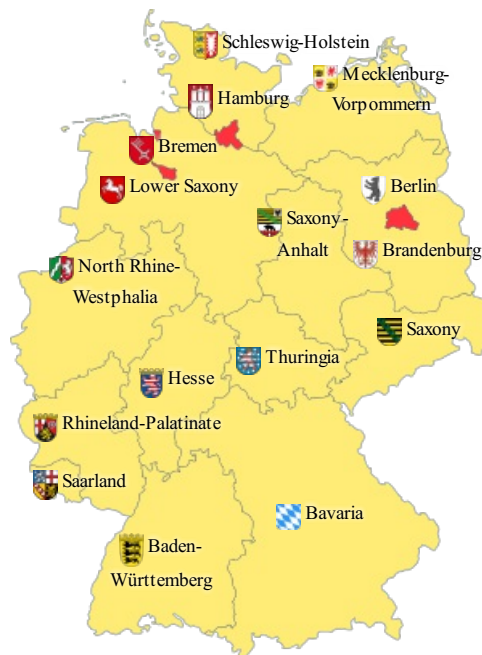 Schleswig-Holstein
Mecklenburg-
Vorpommern
Hamburg
Bremen
Lower Saxony
Berlin
Saxony-
Anhalt
Brandenburg
North Rhine-
Westphalia
Saxony
Thuringia
Hesse
Rhineland-Palatinate
Saarland
Bavaria
Baden-
Württemberg